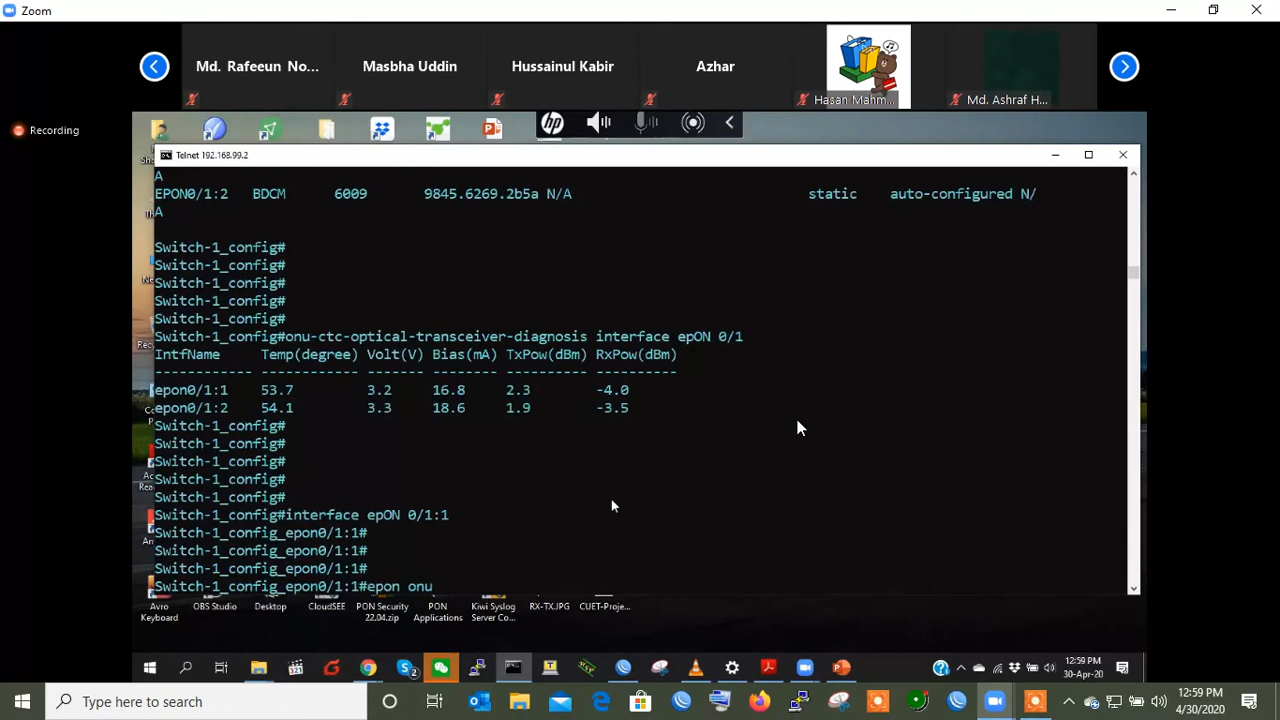 Zoom
Md. Rafeeun No...
Masbha Uddin
Hussainul Kabir
Azhar
Hasan Mahm...
Md. Ashraf H...
Recording
hp
Telnet 192.168.99.2
A
EPON0/1:2 BDCM 6009 9845.6269.2b5a N/A static auto-configured N/
A
Switch-1_config#
Switch-1_config#
Switch-1_config#
Switch-1_config#
Switch-1_config#
Switch-1_config#onu-ctc-optical-transceiver-diagnosis interface epON 0/1
IntfName Temp(degree) Volt(V) Bias(mA) TxPow(dBm) RxPow(dBm)
------------ ------------ ------- -------- ---------- ----------
epon0/1:1 53.7 3.2 16.8 2.3 -4.0
epon0/1:2 54.1 3.3 18.6 1.9 -3.5
Switch-1_config#
Switch-1_config#
Switch-1_config#
Switch-1_config#
Switch-1_config#
Switch-1_config#interface epON 0/1:1
Switch-1_config_epon0/1:1#
Switch-1_config_epon0/1:1#
Switch-1_config_epon0/1:1#
Switch-1_config_epon0/1:1#epon onu
Avro Keyboard
OBS Studio
Desktop
CloudSEE
PON Security 22.04.zip
PON Applications
Kiwi Syslog Server Co...
RX-TX.JPG
CUET-Proje...
12:59 PM
30-Apr-20
Type here to search
12:59 PM
4/30/2020